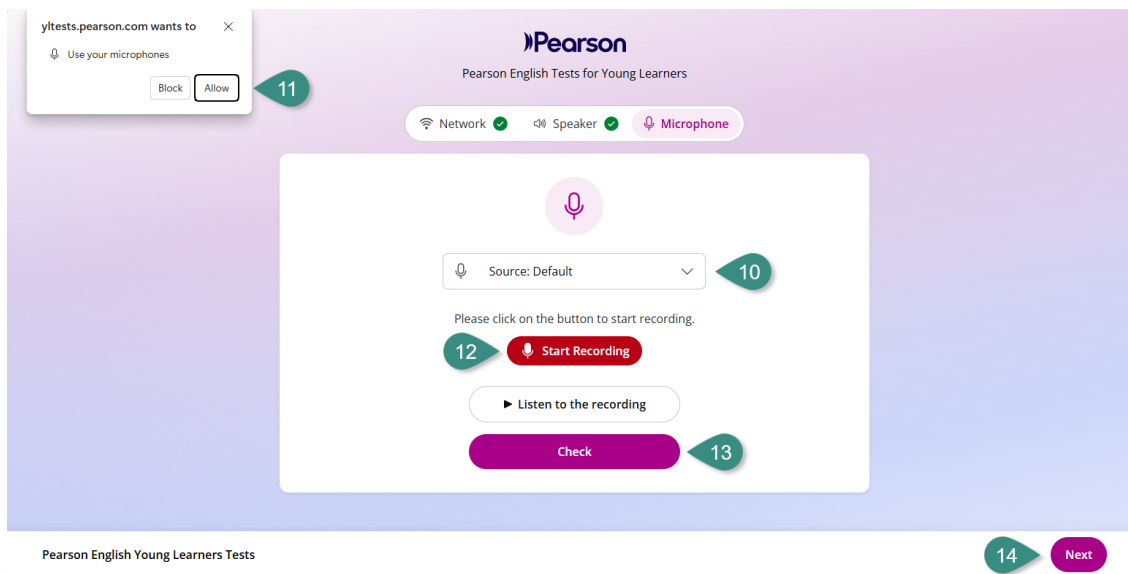 yltests.pearson.com wants to
Use your microphones
Block Allow
11
Pearson
Pearson English Tests for Young Learners
Network Speaker Microphone
Source: Default
10
Please click on the button to start recording.
12
Start Recording
Listen to the recording
Check
13
Pearson English Young Learners Tests
14
Next